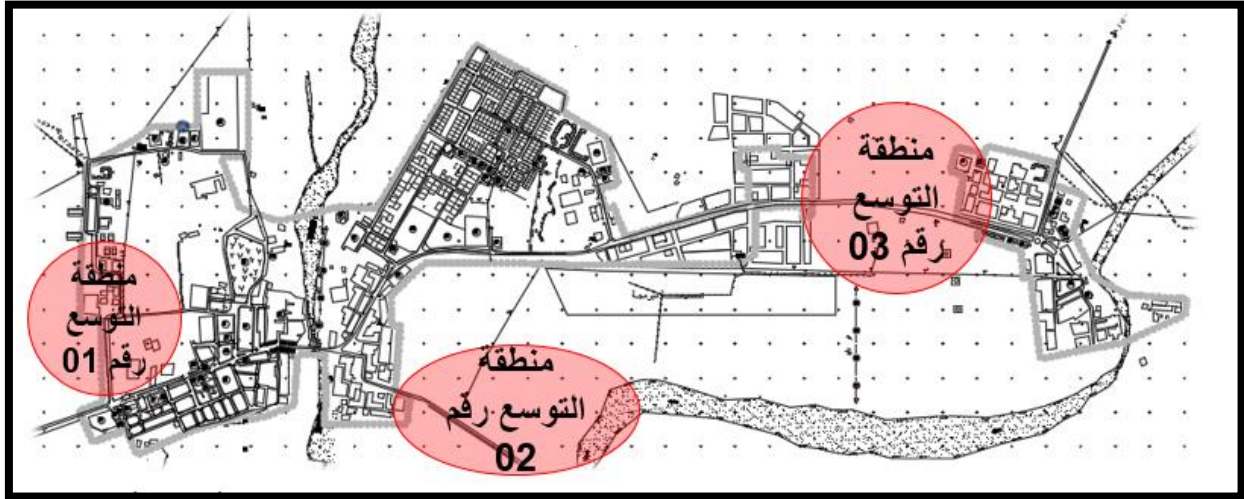 منطقة
التوسع
رقم 03
منطقة
التوسع
رقم 01
منطقة
التوسع رقم
02